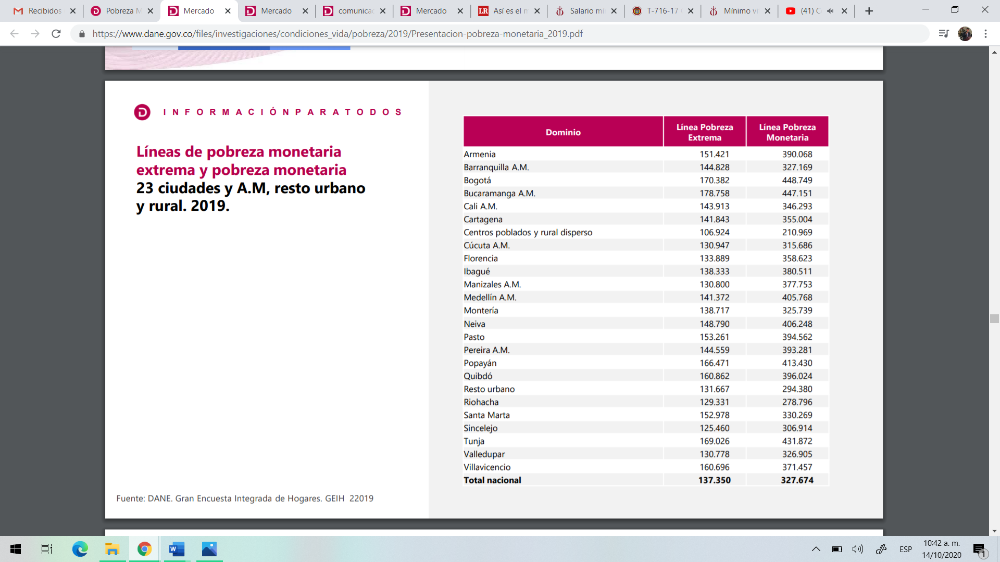 Recibidos
Pobreza M
Mercado
Mercado
comunicac
Mercado
Así es el m
Salario mí
T-716-17
Mínimo vi
(41) C
https://www.dane.gov.co/files/investigaciones/condiciones_vida/pobreza/2019/Presentacion-pobreza-monetaria_2019.pdf
INFORMACIÓNPARATODOS
Líneas de pobreza monetaria
extrema y pobreza monetaria
23 ciudades y A.M, resto urbano
y rural. 2019.
Dominio Línea Pobreza Extrema Línea Pobreza Monetaria
Armenia 151.421 390.068
Barranquilla A.M. 144.828 327.169
Bogotá 170.382 448.749
Bucaramanga A.M. 178.758 447.151
Cali A.M. 143.913 346.293
Cartagena 141.843 355.004
Centros poblados y rural disperso 106.924 210.969
Cúcuta A.M. 130.947 315.686
Florencia 133.889 358.623
Ibagué 138.333 380.511
Manizales A.M. 130.800 377.753
Medellín A.M. 141.372 405.768
Montería 138.717 325.739
Neiva 148.790 406.248
Pasto 153.261 394.562
Pereira A.M. 144.559 393.281
Popayán 166.471 413.430
Quibdó 160.862 396.024
Resto urbano 131.667 294.380
Riohacha 129.331 278.796
Santa Marta 152.978 330.269
Sincelejo 125.460 306.914
Tunja 169.026 431.872
Valledupar 130.778 326.905
Villavicencio 160.696 371.457
Total nacional 137.350 327.674
Fuente: DANE. Gran Encuesta Integrada de Hogares. GEIH 22019
ESP
10:42 a. m.
14/10/2020
1